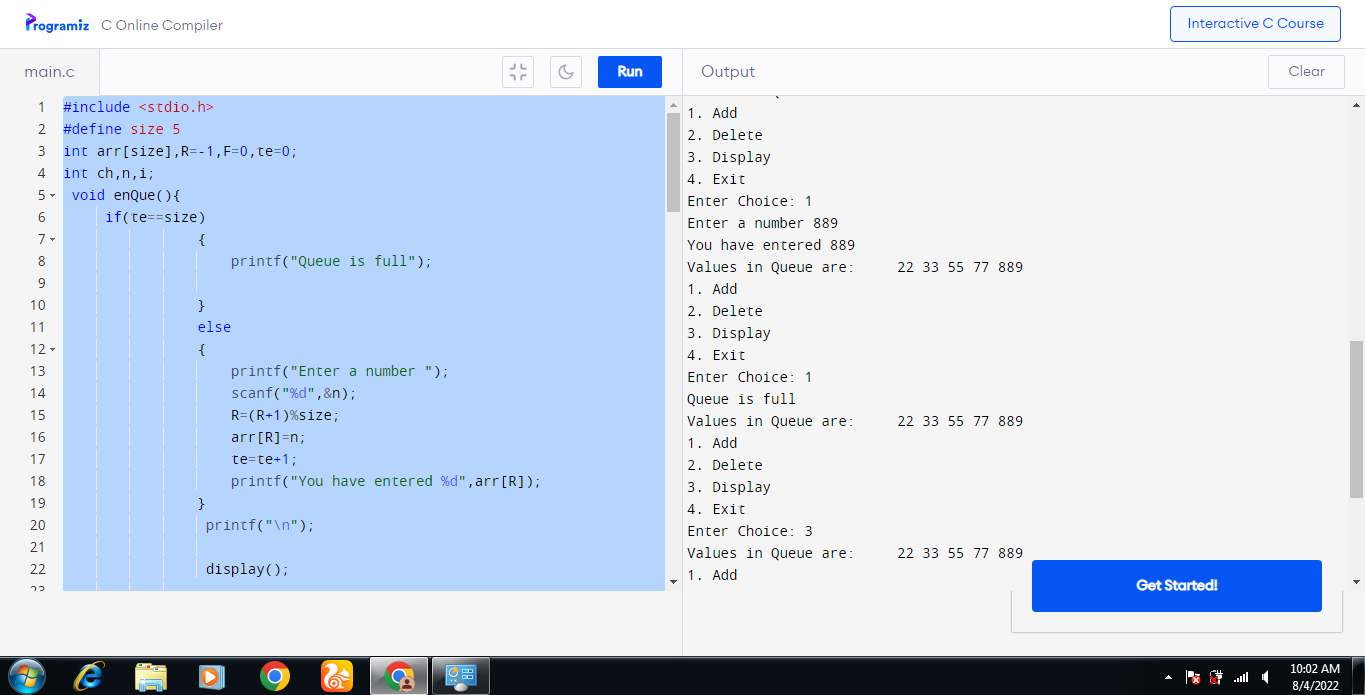 Programiz C Online Compiler
Interactive C Course
main.c
Run
Output
Clear
1 #include <stdio.h>
2 #define size 5
3 int arr[size],R=-1,F=0,te=0;
4 int ch,n,i;
5 void enQue(){
6 if(te==size)
7 {
8 printf("Queue is full");
9
10 }
11 else
12 {
13 printf("Enter a number ");
14 scanf("%d",&n);
15 R=(R+1)%size;
16 arr[R]=n;
17 te=te+1;
18 printf("You have entered %d",arr[R]);
19 }
20 printf("\n");
21
22 display();
23
1. Add
2. Delete
3. Display
4. Exit
Enter Choice: 1
Enter a number 889
You have entered 889
Values in Queue are: 22 33 55 77 889
1. Add
2. Delete
3. Display
4. Exit
Enter Choice: 1
Queue is full
Values in Queue are: 22 33 55 77 889
1. Add
2. Delete
3. Display
4. Exit
Enter Choice: 3
Values in Queue are: 22 33 55 77 889
1. Add
Get Started!
10:02 AM
8/4/2022